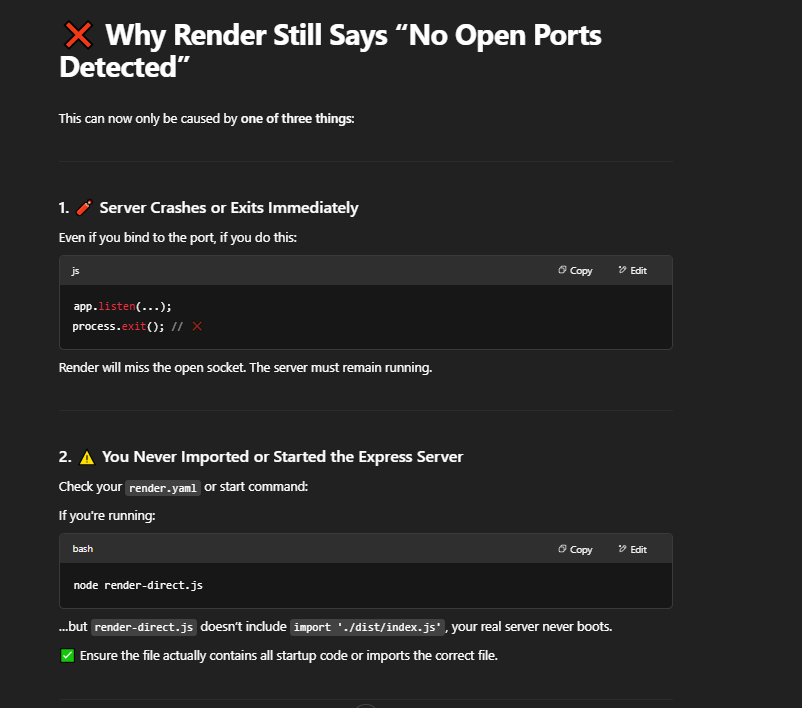 ❌ Why Render Still Says “No Open Ports
Detected”
This can now only be caused by one of three things:
1. 🧨 Server Crashes or Exits Immediately
Even if you bind to the port, if you do this:
js Copy Edit
app.listen(...);
process.exit(); // ❌
Render will miss the open socket. The server must remain running.
2. ⚠️ You Never Imported or Started the Express Server
Check your render.yaml or start command:
If you're running:
bash Copy Edit
node render-direct.js
...but render-direct.js doesn’t include import './dist/index.js', your real server never boots.
✅ Ensure the file actually contains all startup code or imports the correct file.